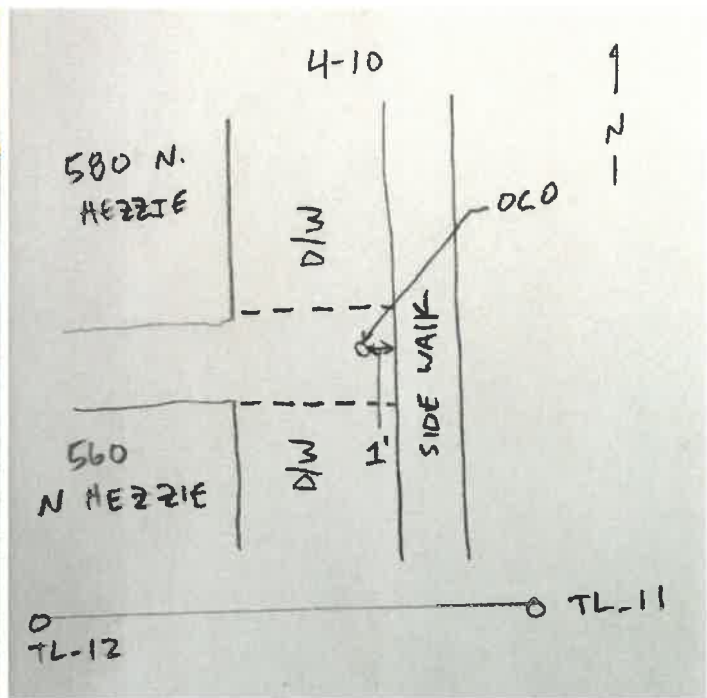 4-10
N
580 N.
HEZZIE
OCO
D/W
SIDE WALK
1'
D/W
560
N HEZZIE
TL-11
TL-12